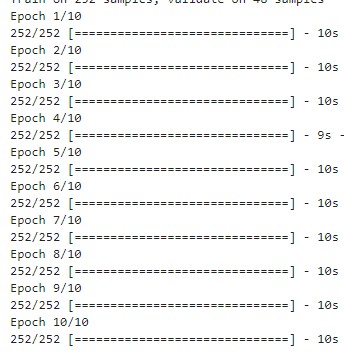 Train on 252 samples, validate on samples
Epoch 1/10
252/252 [==============================] - 10s
Epoch 2/10
252/252 [==============================] - 10s
Epoch 3/10
252/252 [==============================] - 10s
Epoch 4/10
252/252 [==============================] - 9s -
Epoch 5/10
252/252 [==============================] - 10s
Epoch 6/10
252/252 [==============================] - 10s
Epoch 7/10
252/252 [==============================] - 10s
Epoch 8/10
252/252 [==============================] - 10s
Epoch 9/10
252/252 [==============================] - 10s
Epoch 10/10
252/252 [==============================] - 10s